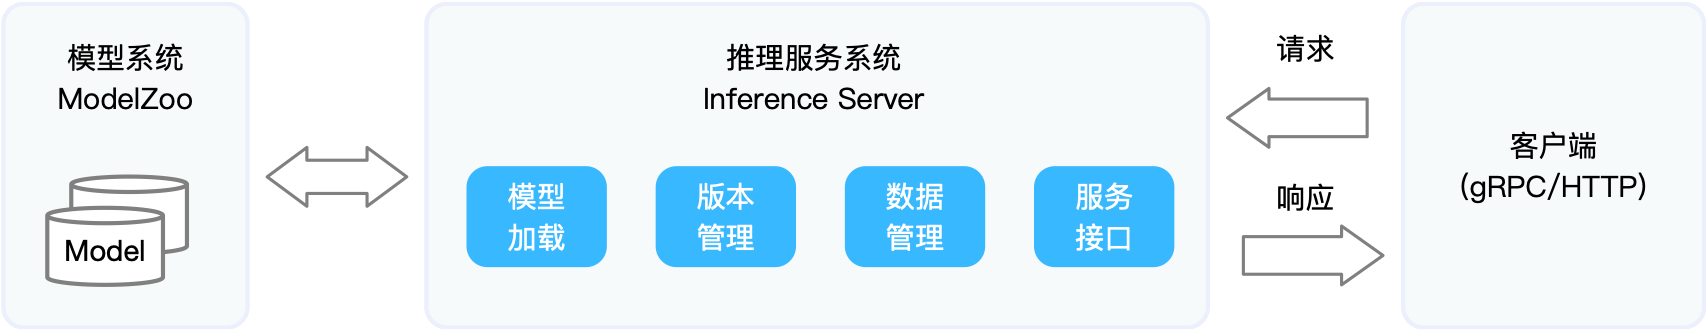 模型系统
ModelZoo
Model
推理服务系统
Inference Server
模型
加载
版本
管理
数据
管理
服务
接口
请求
响应
客户端
(gRPC/HTTP)